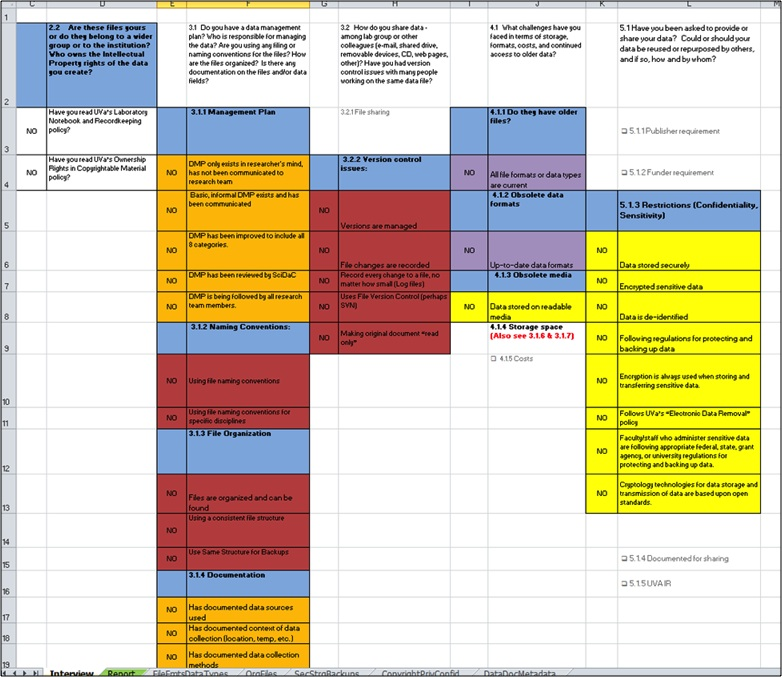 C D E F G H I J K L M
1
2
2.2 Are these files yours
or do they belong to a wider
group or to the institution?
Who owns the Intellectual
Property rights of the data
you create?
3.1 Do you have a data management
plan? Who is responsible for
managing the data? Are you using any filing or
naming conventions for the files? How
are the files organized? Is there any
documentation on the files and/or data
fields?
3.2 How do you share data -
among lab group or other
colleagues (e-mail, shared drive,
removable devices, CD, web pages,
other)? Have you had version
control issues with many people
working on the same data file?
4.1 What challenges have you
faced in terms of storage,
formats, costs, and continued
access to older data?
5.1 Have you been asked to provide or
share your data? Could or should your
data be reused or repurposed by others,
and if so, how and by whom?
3
NO
Have you read UVa's Laboratory
Notebook and Recordkeeping
policy?
3.1.1 Management Plan
3.2.1 File sharing
4.1.1 Do they have older
files?
❑ 5.1.1 Publisher requirement
4
NO
Have you read UVa's Ownership
Rights in Copyrightable Material
policy?
NO
DMP only exists in researcher's mind,
has not been communicated to
research team
3.2.2 Version control
issues:
NO
All file formats or data types
are current
❑ 5.1.2 Funder requirement
5
NO
Basic, informal DMP exists and has
been communicated
NO
Versions are managed
4.1.2 Obsolete data
formats
5.1.3 Restrictions (Confidentiality,
Sensitivity)
6
NO
DMP has been improved to include all
8 categories.
NO
File changes are recorded
NO
Up-to-date data formats
NO
Data stored securely
7
NO
DMP has been reviewed by SciDaC
NO
Record every change to a file, no
matter how small (Log files)
4.1.3 Obsolete media
NO
Encrypted sensitive data
8
NO
DMP is being followed by all research
team members.
NO
Uses File Version Control (perhaps
SVN)
NO
Data stored on readable
media
NO
Data is de-identified
9
3.1.2 Naming Conventions:
NO
Making original document "read
only"
4.1.4 Storage space
(Also see 3.1.6 & 3.1.7)
NO
Following regulations for protecting and
backing up data
10
NO
Using file naming conventions
❑ 4.1.5 Costs
NO
Encryption is always used when storing and
transferring sensitive data.
11
NO
Using file naming conventions for
specific disciplines
NO
Follows UVa's "Electronic Data Removal"
policy
12
3.1.3 File Organization
NO
Faculty/staff who administer sensitive data
are following appropriate federal, state, grant
agency, or university regulations for
protecting and backing up data.
13
NO
Files are organized and can be
found
NO
Cryptology technologies for data storage and
transmission of data are based upon open
standards.
14
NO
Using a consistent file structure
15
NO
Use Same Structure for Backups
❑ 5.1.4 Documented for sharing
16
3.1.4 Documentation
❑ 5.1.5 UVA IR
17
NO
Has documented data sources
used
18
NO
Has documented context of data
collection (location, temp, etc.)
19
NO
Has documented data collection
methods
Interview Report FileFmtsDataTypes OrgFiles SecStrgBackups CopyrightPrivConfid DataDocMetadata